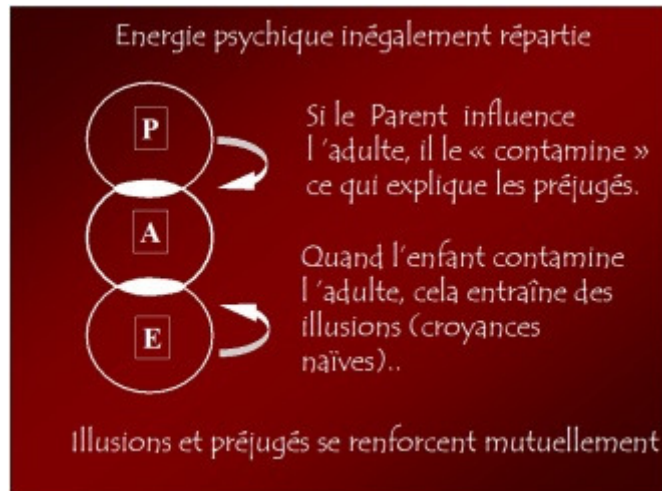 Energie psychique inégalement répartie
P
Si le Parent influence
l 'adulte, il le « contamine »
ce qui explique les préjugés.
A
Quand l'enfant contamine
l 'adulte, cela entraîne des
illusions (croyances
naïves)..
E
Illusions et préjugés se renforcent mutuellement